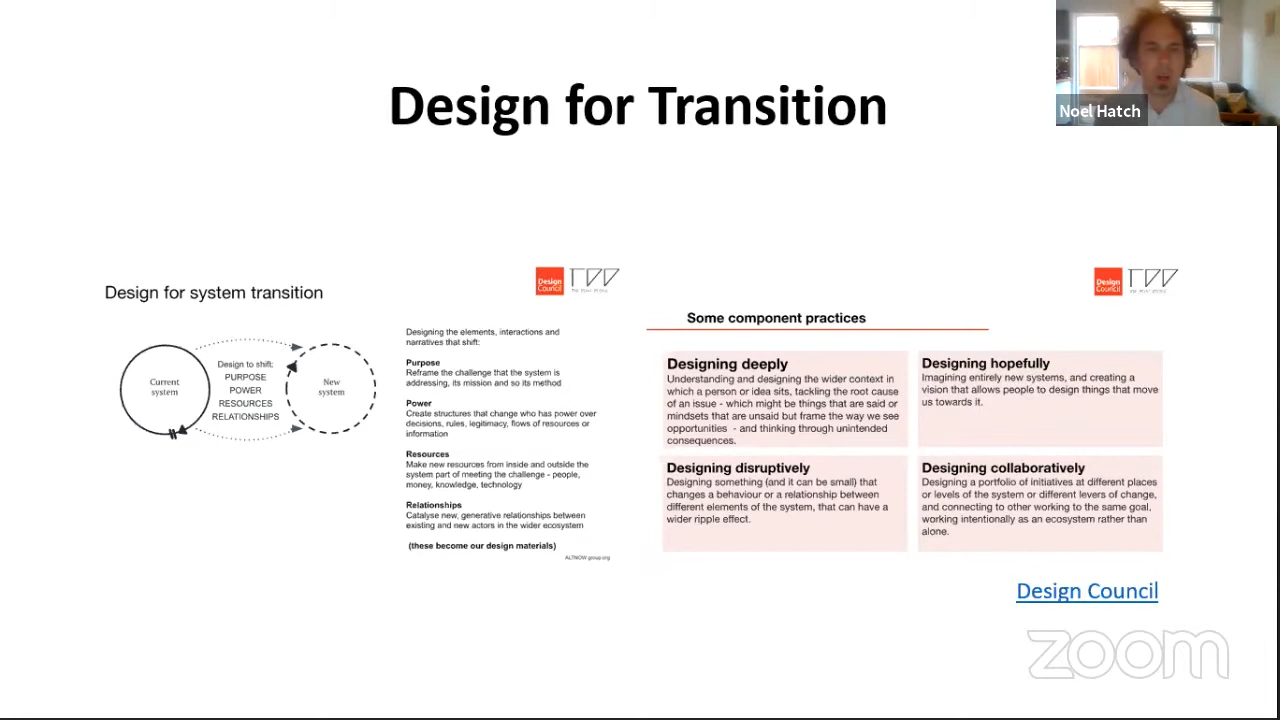 Design for Transition
Noel Hatch
Design for system transition
Design
Council
Current
system
Design to shift:
PURPOSE
POWER
RESOURCES
RELATIONSHIPS
New
system
Designing the elements, interactions and
narratives that shift:
Purpose
Reframe the challenge that the system is
addressing, its mission and so its method
Power
Create structures that change who has power over
decisions, rules, legitimacy, flows of resources or
information
Resources
Make new resources from inside and outside the
system part of meeting the challenge - people,
money, knowledge, technology
Relationships
Catalyse new, generative relationships between
existing and new actors in the wider ecosystem
(these become our design materials)
ALTNOW group.org
Design
Council
Some component practices
Designing deeply
Understanding and designing the wider context in
which a person or idea sits, tackling the root cause
of an issue - which might be things that are said or
mindsets that are unsaid but frame the way we see
opportunities - and thinking through unintended
consequences.
Designing hopefully
Imagining entirely new systems, and creating a
vision that allows people to design things that move
us towards it.
Designing disruptively
Designing something (and it can be small) that
changes a behaviour or a relationship between
different elements of the system, that can have a
wider ripple effect.
Designing collaboratively
Designing a portfolio of initiatives at different places
or levels of the system or different levers of change,
and connecting to other working to the same goal,
working intentionally as an ecosystem rather than
alone.
Design Council
zoom